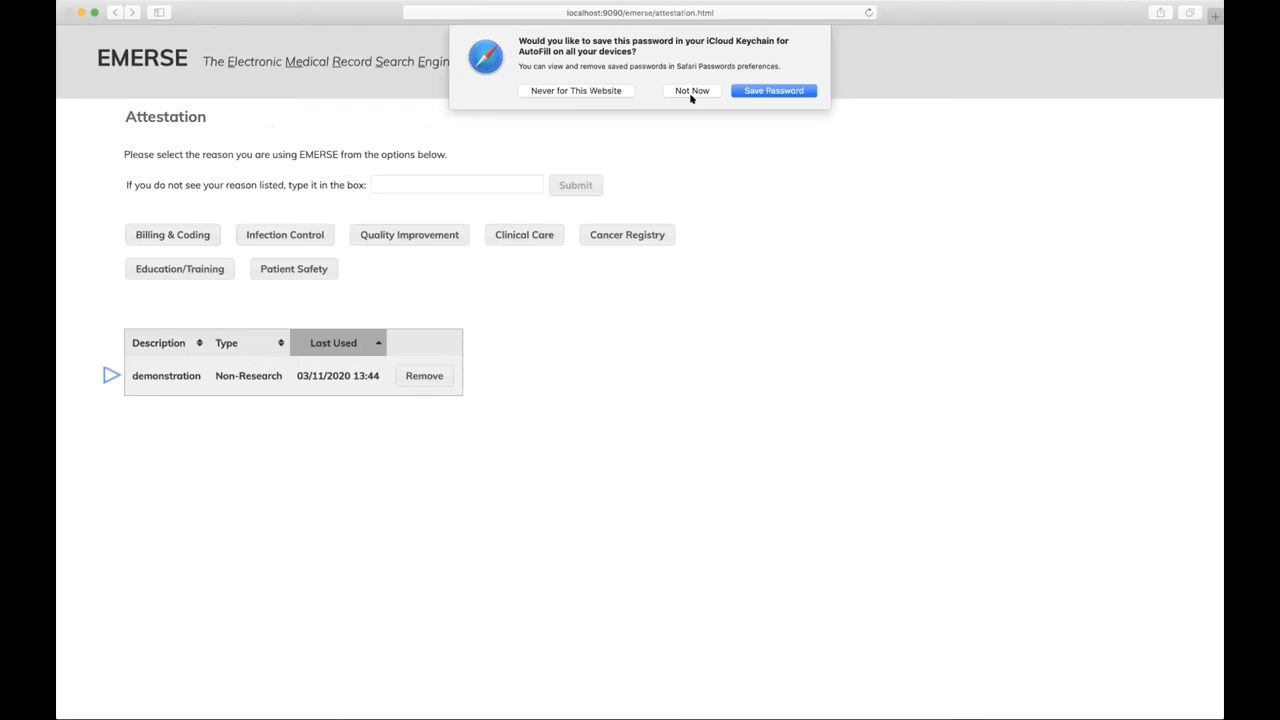 localhost:9090/emerse/attestation.html
Would you like to save this password in your iCloud Keychain for
AutoFill on all your devices?
You can view and remove saved passwords in Safari Passwords preferences.
Never for This Website Not Now Save Password
EMERSE The Electronic Medical Record Search Engin
Attestation
Please select the reason you are using EMERSE from the options below.
If you do not see your reason listed, type it in the box: Submit
Billing & Coding Infection Control Quality Improvement Clinical Care Cancer Registry
Education/Training Patient Safety
Description Type Last Used
demonstration Non-Research 03/11/2020 13:44 Remove